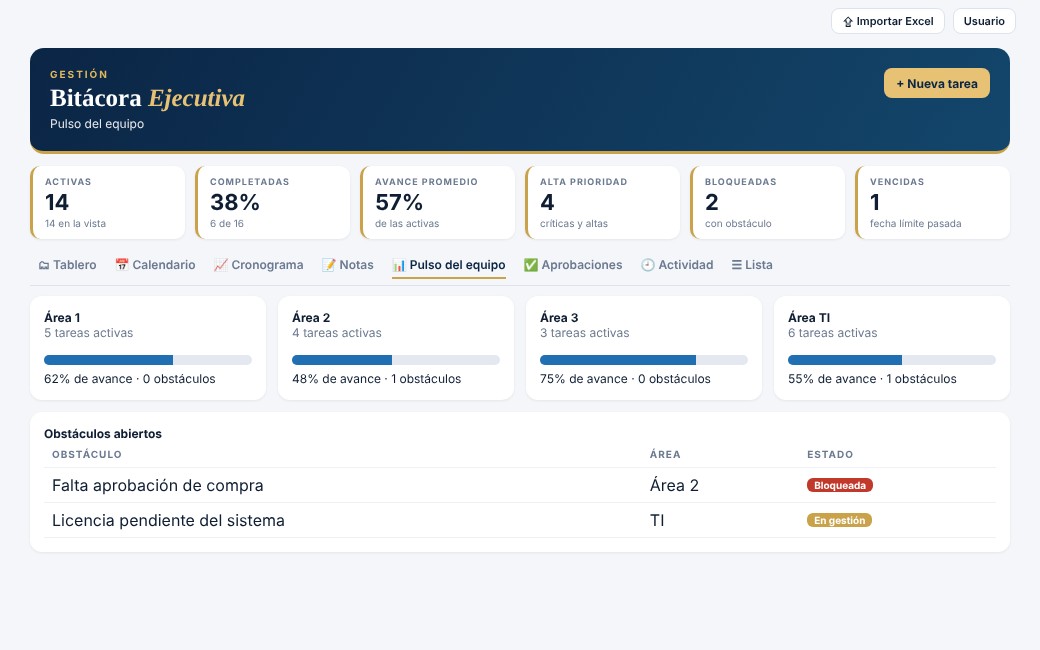 ⇧ Importar Excel
Usuario
GESTIÓN
Bitácora Ejecutiva
Pulso del equipo
+ Nueva tarea
ACTIVAS
14
14 en la vista
COMPLETADAS
38%
6 de 16
AVANCE PROMEDIO
57%
de las activas
ALTA PRIORIDAD
4
críticas y altas
BLOQUEADAS
2
con obstáculo
VENCIDAS
1
fecha límite pasada
🗂 Tablero
📅 Calendario
📈 Cronograma
📝 Notas
📊 Pulso del equipo
✅ Aprobaciones
🕘 Actividad
☰ Lista
Área 1
5 tareas activas
62% de avance · 0 obstáculos
Área 2
4 tareas activas
48% de avance · 1 obstáculos
Área 3
3 tareas activas
75% de avance · 0 obstáculos
Área TI
6 tareas activas
55% de avance · 1 obstáculos
Obstáculos abiertos
OBSTÁCULO ÁREA ESTADO
Falta aprobación de compra Área 2 Bloqueada
Licencia pendiente del sistema TI En gestión